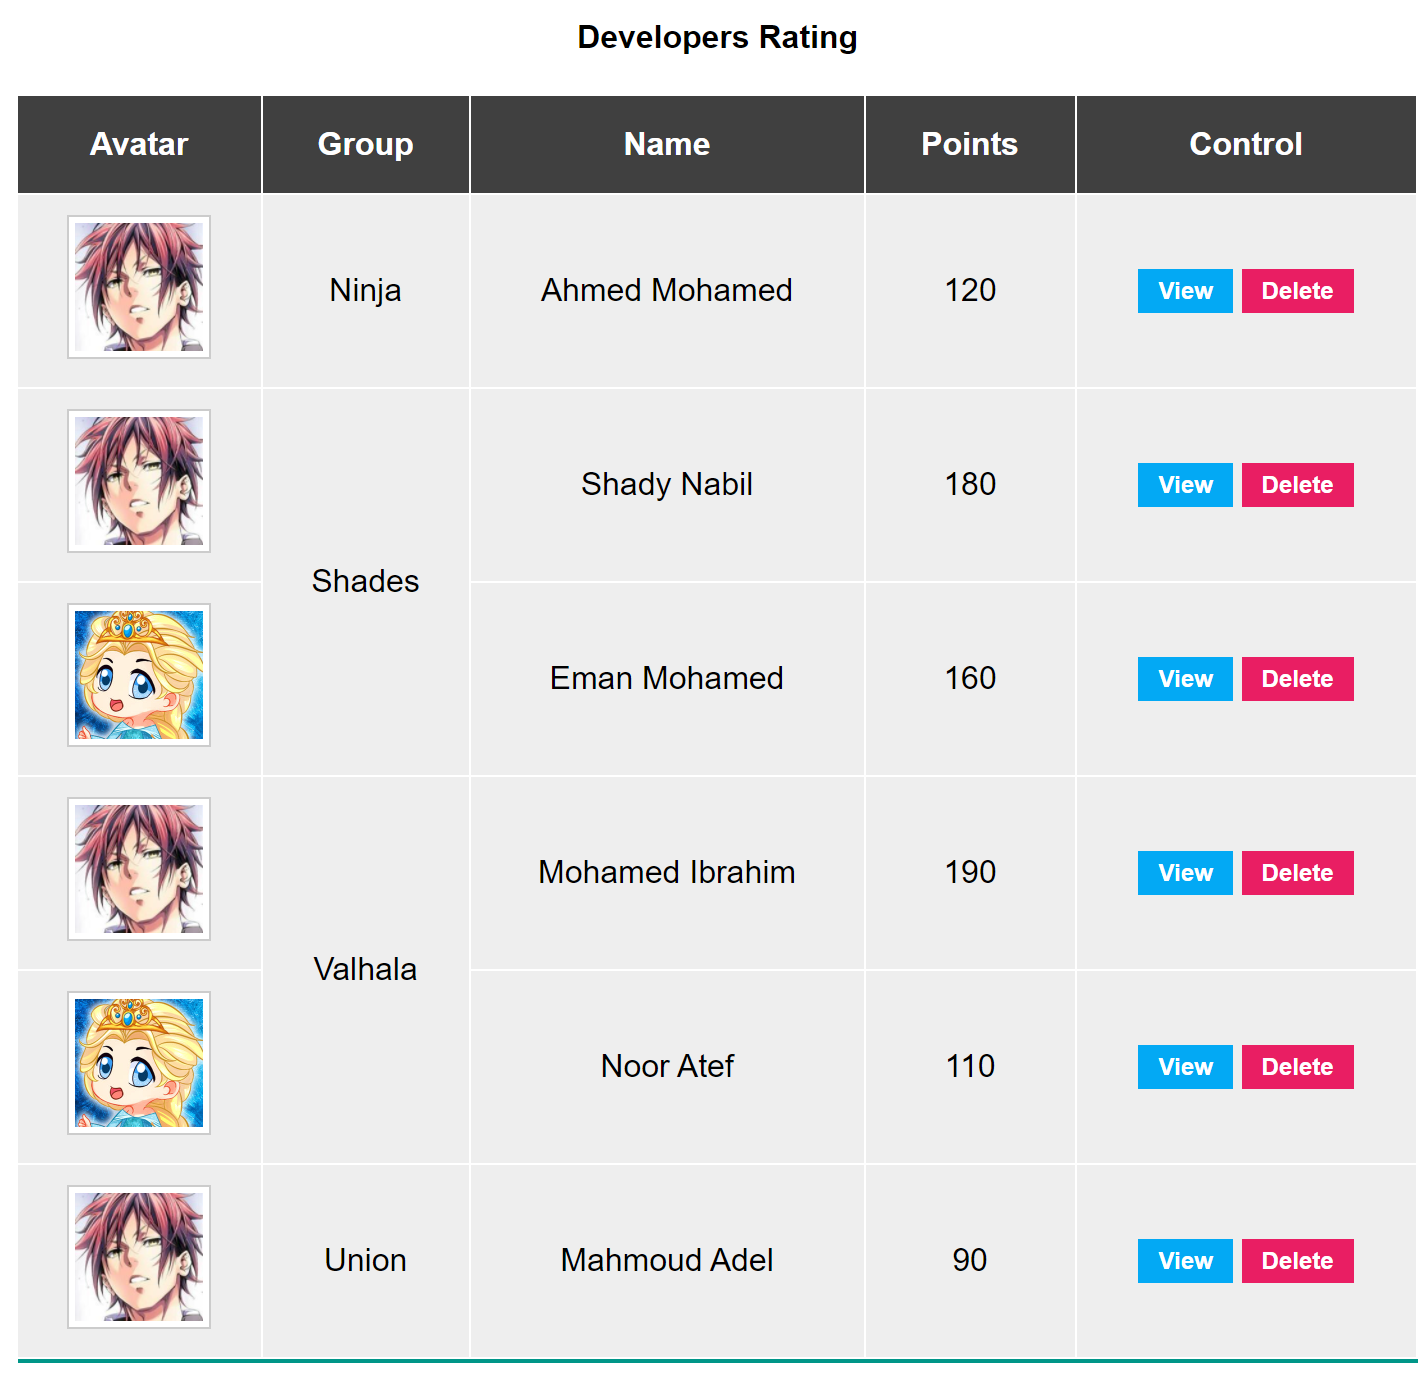 Developers Rating
Avatar Group Name Points Control
Ninja Ahmed Mohamed 120 View Delete
Shady Nabil 180 View Delete
Shades
Eman Mohamed 160 View Delete
Mohamed Ibrahim 190 View Delete
Valhala
Noor Atef 110 View Delete
Union Mahmoud Adel 90 View Delete